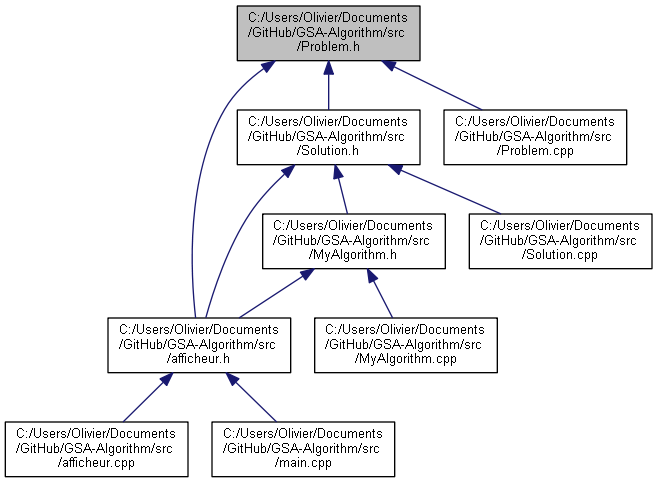 C:/Users/Olivier/Documents
/GitHub/GSA-Algorithm/src
/Problem.h
C:/Users/Olivier/Documents
/GitHub/GSA-Algorithm/src
/Solution.h
C:/Users/Olivier/Documents
/GitHub/GSA-Algorithm/src
/Problem.cpp
C:/Users/Olivier/Documents
/GitHub/GSA-Algorithm/src
/MyAlgorithm.h
C:/Users/Olivier/Documents
/GitHub/GSA-Algorithm/src
/Solution.cpp
C:/Users/Olivier/Documents
/GitHub/GSA-Algorithm/src
/afficheur.h
C:/Users/Olivier/Documents
/GitHub/GSA-Algorithm/src
/MyAlgorithm.cpp
C:/Users/Olivier/Documents
/GitHub/GSA-Algorithm/src
/afficheur.cpp
C:/Users/Olivier/Documents
/GitHub/GSA-Algorithm/src
/main.cpp